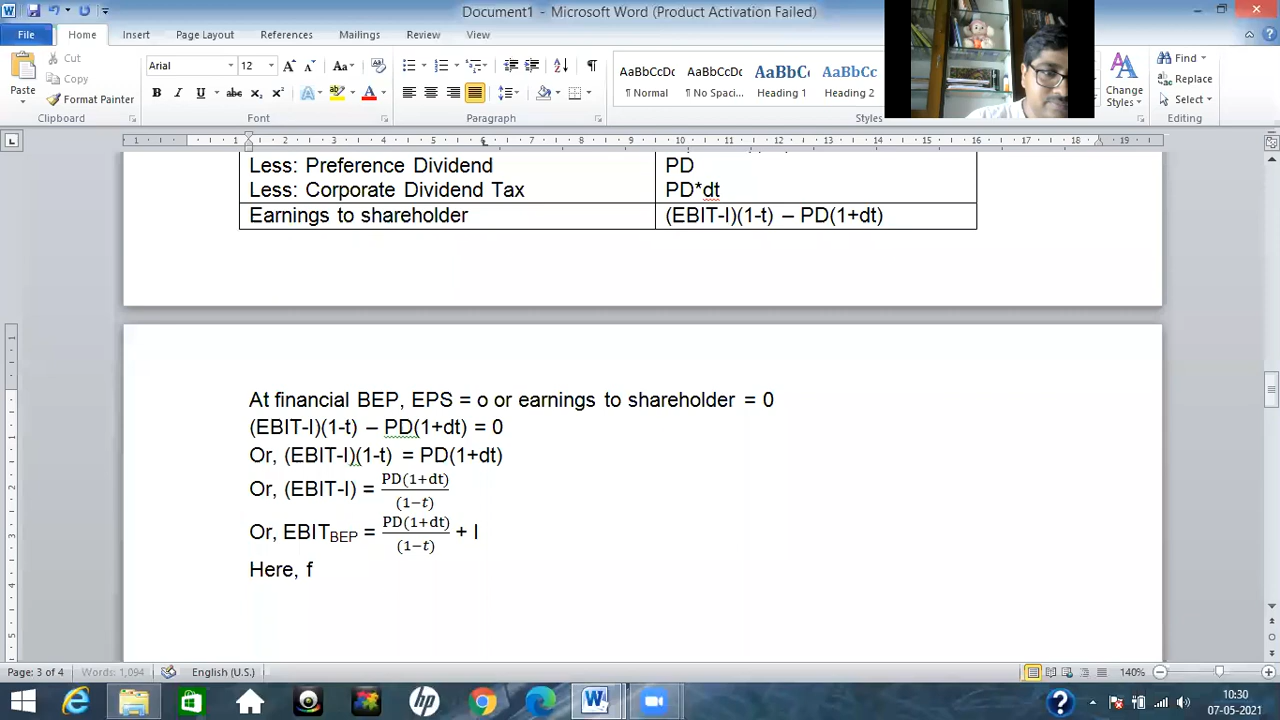 Document1 - Microsoft Word (Product Activation Failed)
File Home Insert Page Layout References Mailings Review View
Paste Cut Copy Format Painter Clipboard
Arial 12 Font
Paragraph
AaBbCcDc ¶ Normal AaBbCcDc ¶ No Spaci... AaBbC Heading 1 AaBbCc Heading 2 Styles
Change Styles
Find Replace Select Editing
Less: Preference Dividend PD
Less: Corporate Dividend Tax PD*dt
Earnings to shareholder (EBIT-I)(1-t) – PD(1+dt)
At financial BEP, EPS = o or earnings to shareholder = 0
(EBIT-I)(1-t) – PD(1+dt) = 0
Or, (EBIT-I)(1-t) = PD(1+dt)
Or, (EBIT-I) = PD(1+dt)/(1−t)
Or, EBIT_BEP = PD(1+dt)/(1−t) + I
Here, f
Page: 3 of 4 Words: 1,094 English (U.S.) 140%
10:30
07-05-2021